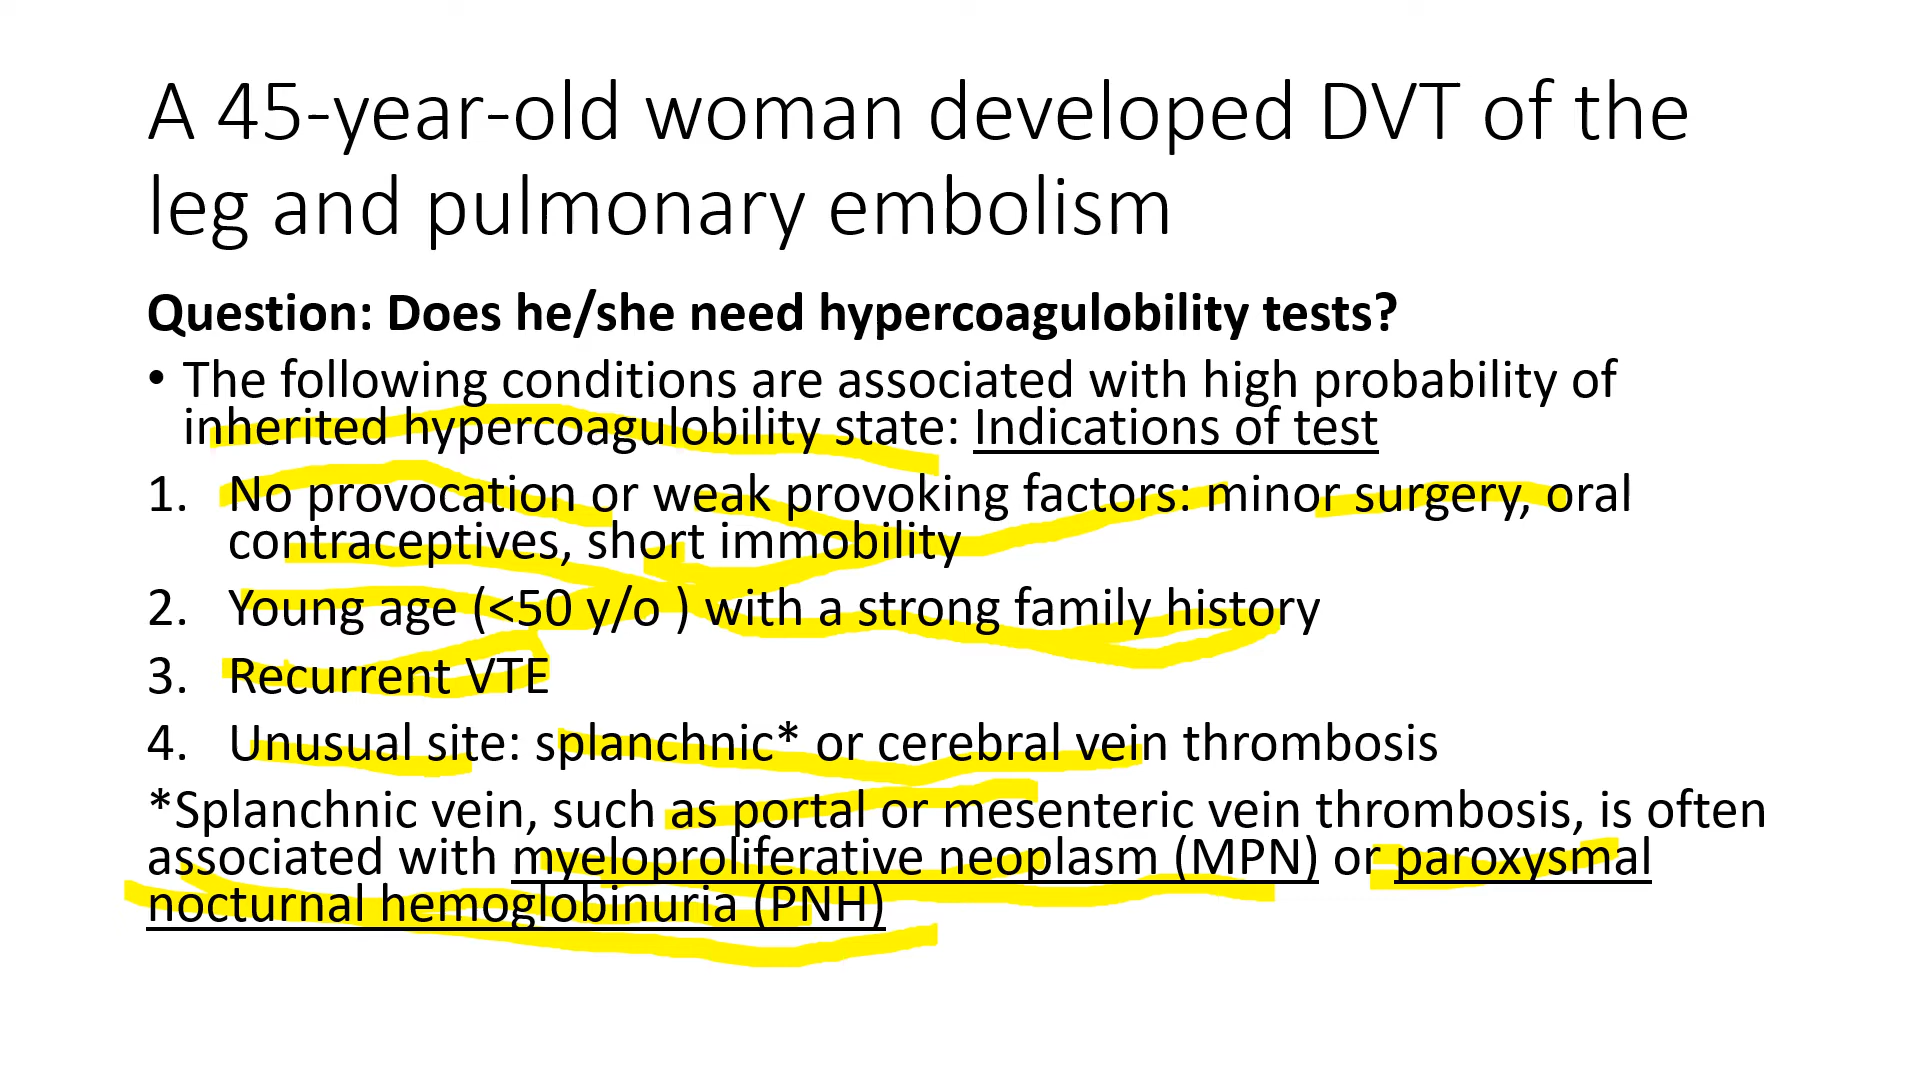 A 45-year-old woman developed DVT of the
leg and pulmonary embolism
Question: Does he/she need hypercoagulobility tests?
• The following conditions are associated with high probability of
inherited hypercoagulobility state: Indications of test
1. No provocation or weak provoking factors: minor surgery, oral
contraceptives, short immobility
2. Young age (<50 y/o ) with a strong family history
3. Recurrent VTE
4. Unusual site: splanchnic* or cerebral vein thrombosis
*Splanchnic vein, such as portal or mesenteric vein thrombosis, is often
associated with myeloproliferative neoplasm (MPN) or paroxysmal
nocturnal hemoglobinuria (PNH)